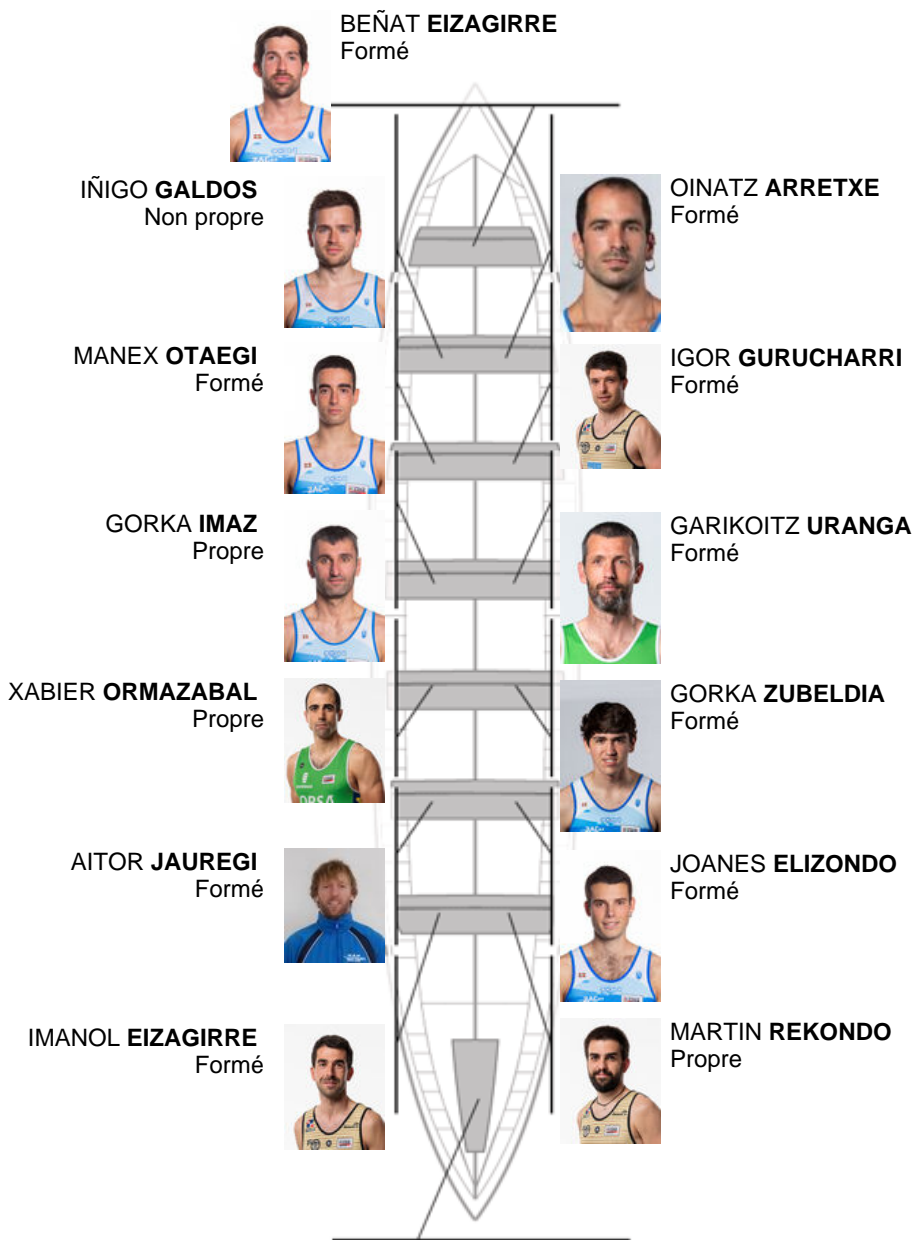 BEÑAT EIZAGIRRE
Formé
IÑIGO GALDOS
Non propre
OINATZ ARRETXE
Formé
MANEX OTAEGI
Formé
IGOR GURUCHARRI
Formé
GORKA IMAZ
Propre
GARIKOITZ URANGA
Formé
XABIER ORMAZABAL
Propre
GORKA ZUBELDIA
Formé
AITOR JAUREGI
Formé
JOANES ELIZONDO
Formé
IMANOL EIZAGIRRE
Formé
MARTIN REKONDO
Propre